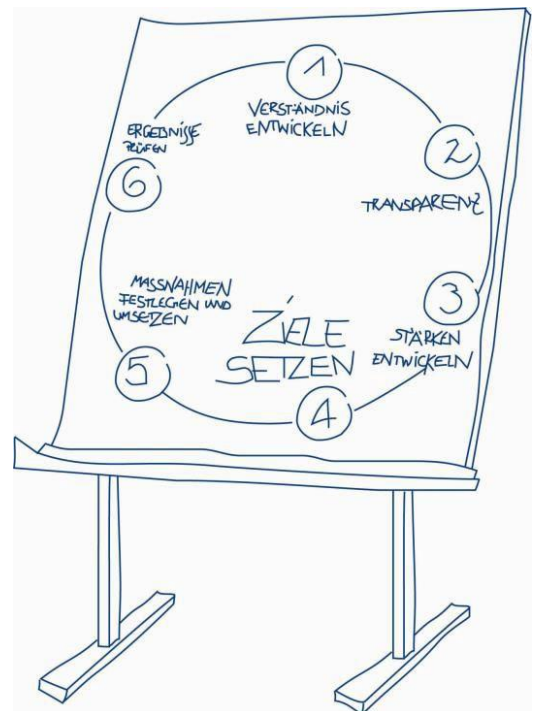 1
VERSTÄNDNIS
ENTWICKELN
2
TRANSPARENZ
3
STÄRKEN
ENTWICKELN
4
ZIELE
SETZEN
5
MASSNAHMEN
FESTLEGEN UND
UMSETZEN
6
ERGEBNISSE
PRÜFEN